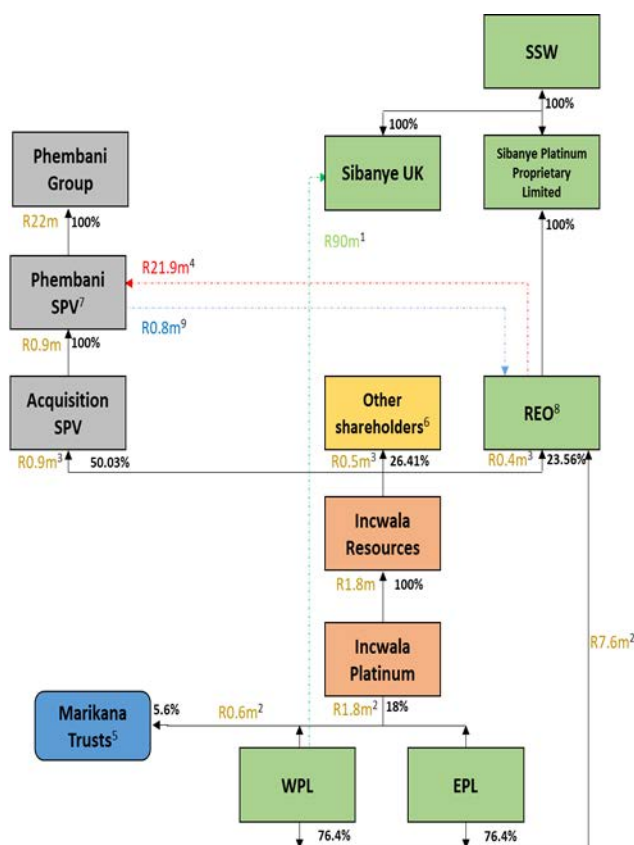 SSW
100%
100%
Phembani
Group
Sibanye UK
Sibanye Platinum
Proprietary
Limited
R22m
100%
R90m¹
100%
Phembani
SPV⁷
R21.9m⁴
R0.8m⁹
R0.9m
100%
Acquisition
SPV
Other
shareholders⁶
REO⁸
R0.9m³
50.03%
R0.5m³
26.41%
R0.4m³
23.56%
Incwala
Resources
R1.8m
100%
Incwala
Platinum
R7.6m²
Marikana
Trusts⁵
5.6%
R0.6m²
R1.8m²
18%
WPL
EPL
76.4%
76.4%